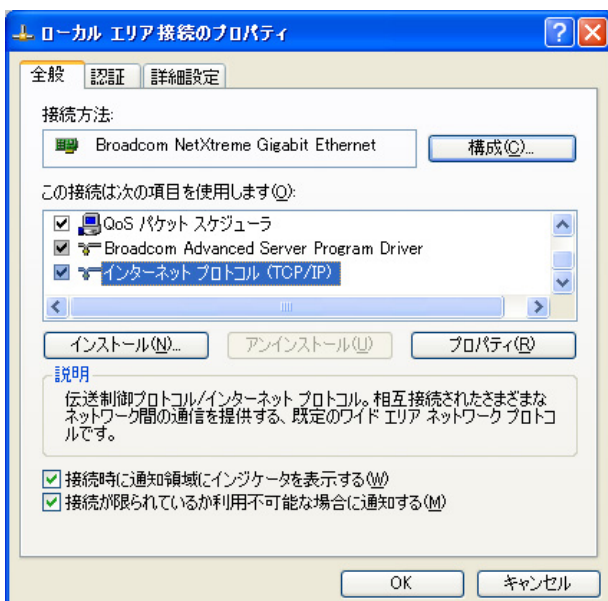 ローカル エリア接続のプロパティ
全般 認証 詳細設定
接続方法:
Broadcom NetXtreme Gigabit Ethernet
構成(C)...
この接続は次の項目を使用します(O):
QoS パケット スケジューラ
Broadcom Advanced Server Program Driver
インターネット プロトコル (TCP/IP)
インストール(N)... アンインストール(U) プロパティ(R)
説明
伝送制御プロトコル/インターネット プロトコル。相互接続されたさまざまな
ネットワーク間の通信を提供する、既定のワイド エリア ネットワーク プロトコ
ルです。
接続時に通知領域にインジケータを表示する(W)
接続が限られているか利用不可能な場合に通知する(M)
OK キャンセル